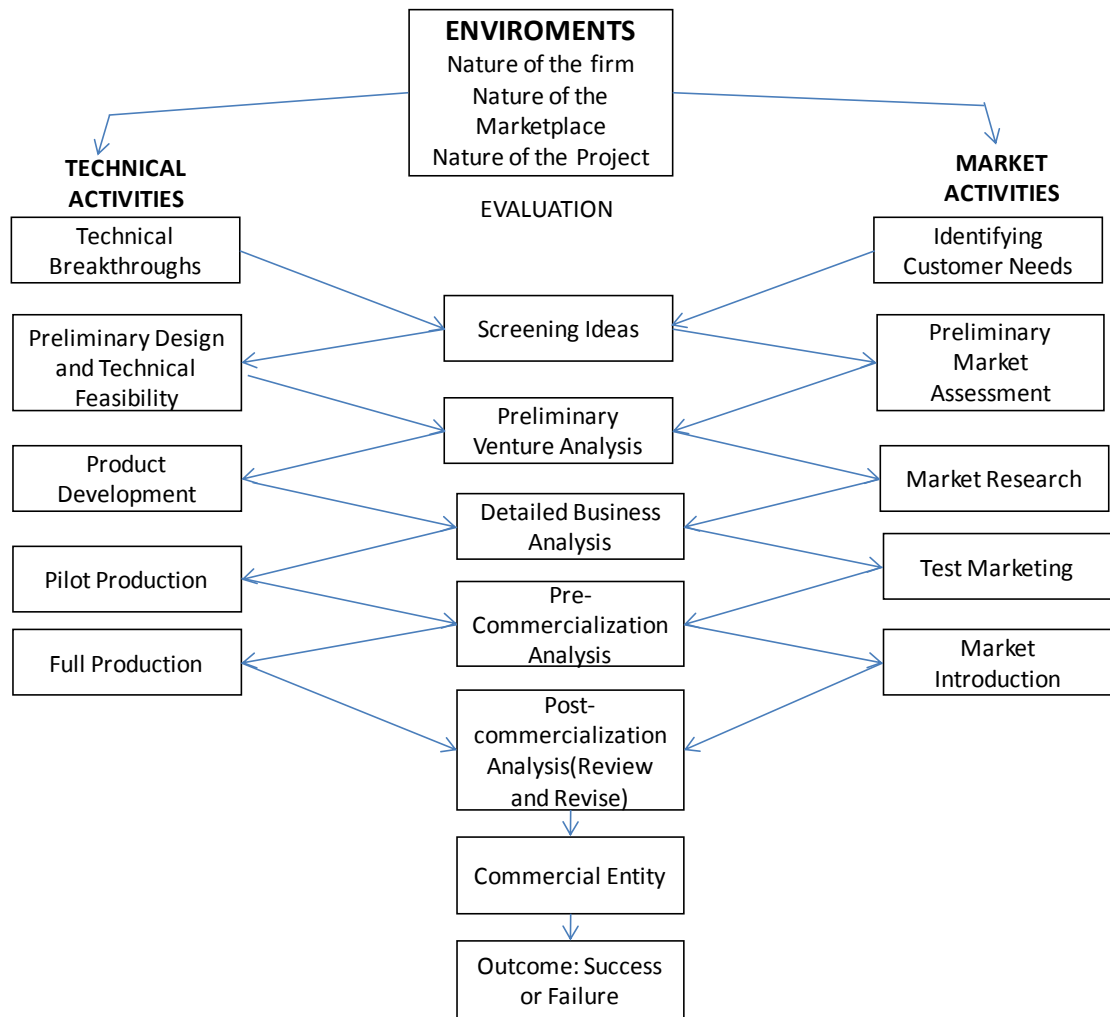 ENVIROMENTS
Nature of the firm
Nature of the
Marketplace
Nature of the Project
TECHNICAL
ACTIVITIES
MARKET
ACTIVITIES
EVALUATION
Technical
Breakthroughs
Identifying
Customer Needs
Screening Ideas
Preliminary Design
and Technical
Feasibility
Preliminary
Market
Assessment
Preliminary
Venture Analysis
Product
Development
Market Research
Detailed Business
Analysis
Pilot Production
Test Marketing
Pre-
Commercialization
Analysis
Full Production
Market
Introduction
Post-
commercialization
Analysis(Review
and Revise)
Commercial Entity
Outcome: Success
or Failure